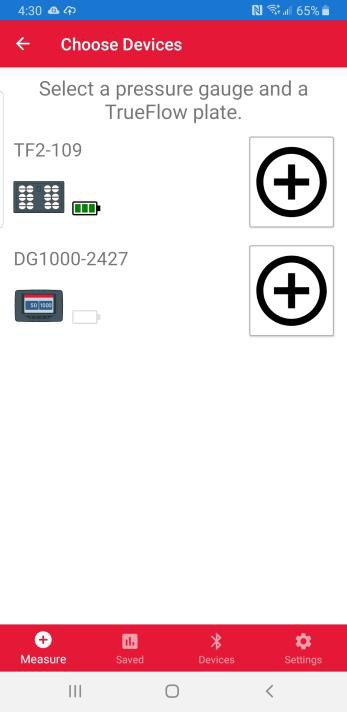 4:30 65%
Choose Devices
Select a pressure gauge and a
TrueFlow plate.
TF2-109
DG1000-2427
50 1000
Measure Saved Devices Settings